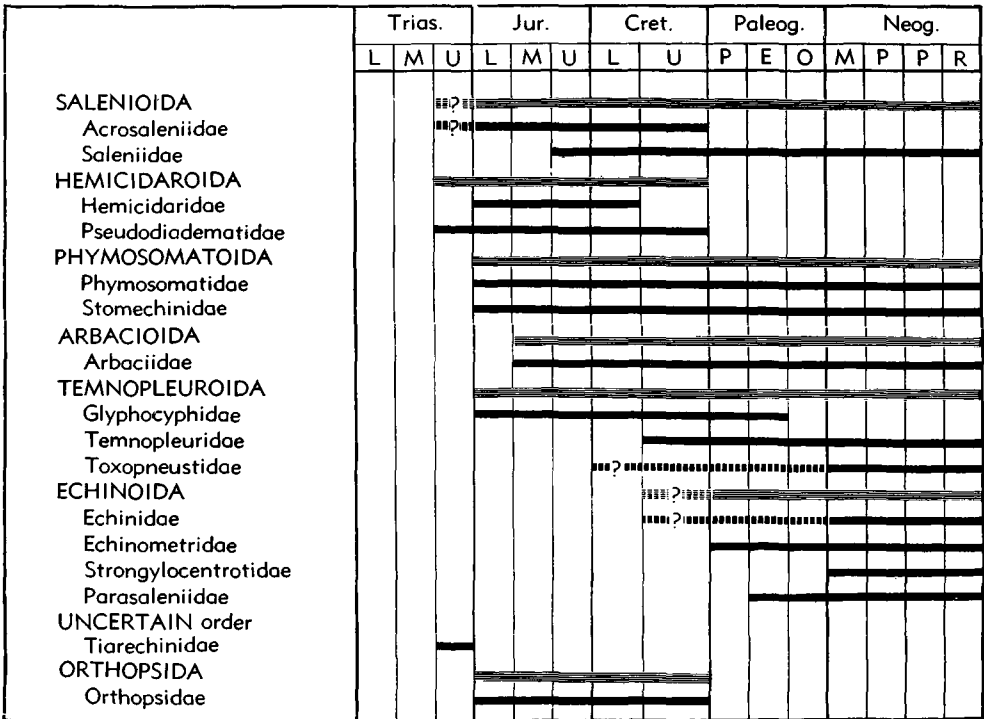 Trias. Jur. Cret. Paleog. Neog.
L M U L M U L U P E O M P P R
SALENIOIDA ?
Acrosaleniidae ?
Saleniidae
HEMICIDAROIDA
Hemicidaridae
Pseudodiadematidae
PHYMOSOMATOIDA
Phymosomatidae
Stomechinidae
ARBACIOIDA
Arbaciidae
TEMNOPLEUROIDA
Glyphocyphidae
Temnopleuridae
Toxopneustidae ?
ECHINOIDA ?
Echinidae ?
Echinometridae
Strongylocentrotidae
Parasaleniidae
UNCERTAIN order
Tiarechinidae
ORTHOPSIDA
Orthopsidae